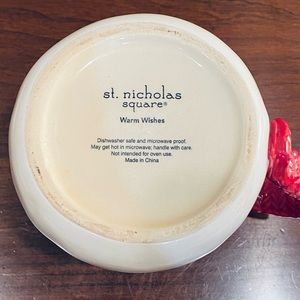 st. nicholas
square®
Warm Wishes
Dishwasher safe and microwave proof.
May get hot in microwave; handle with care.
Not intended for oven use.
Made in China